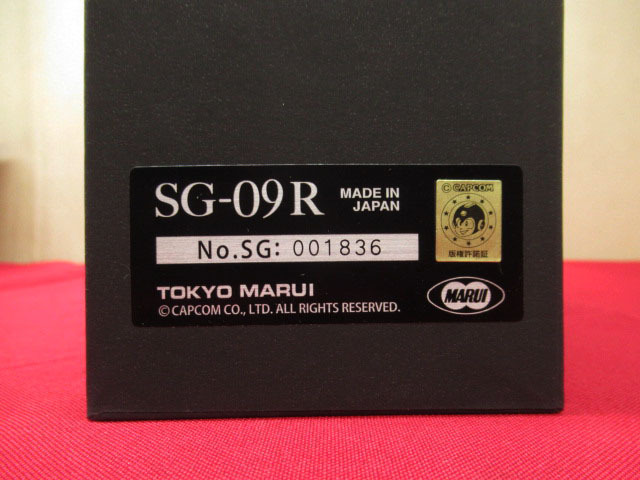 SG-09 R
MADE IN
JAPAN
© CAPCOM
版権許諾証
No.SG: 001836
TOKYO MARUI
© CAPCOM CO., LTD. ALL RIGHTS RESERVED.
MARUI